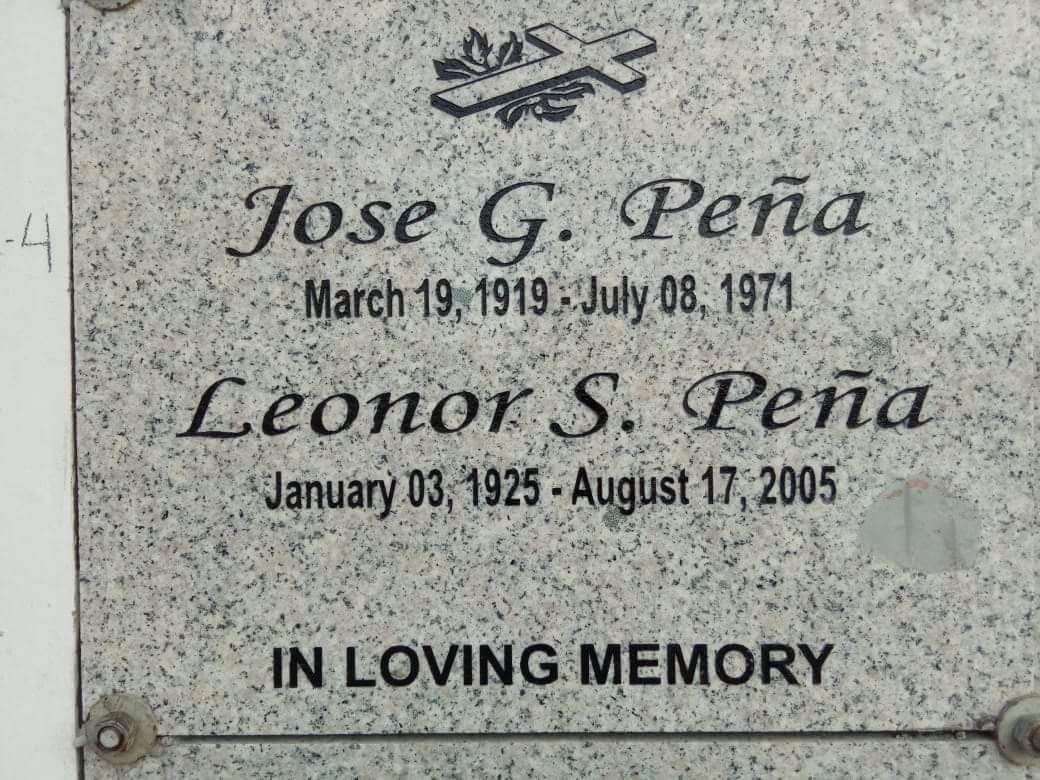 Jose G. Peña
March 19, 1919 - July 08, 1971
Leonor S. Peña
January 03, 1925 - August 17, 2005
IN LOVING MEMORY
-4